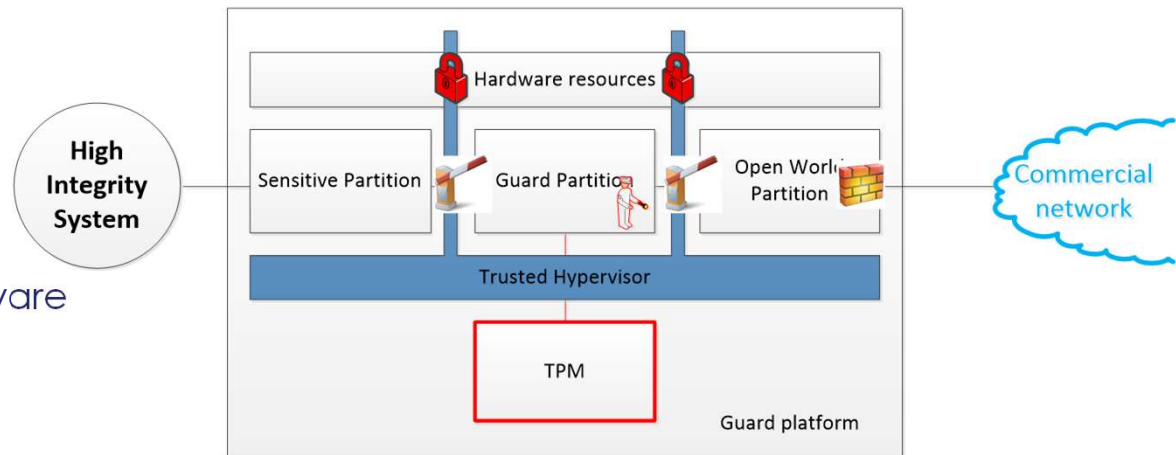 Hardware resources
High
Integrity
System
Sensitive Partition
Guard Partition
Open World
Partition
Commercial
network
Trusted Hypervisor
TPM
Guard platform